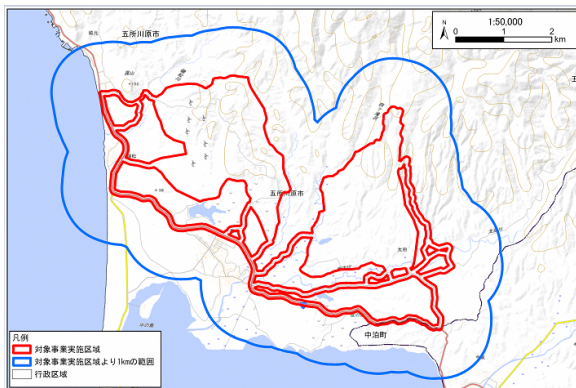 五所川原市
N
1:50,000
0 1 2
km
五所川原市
太田
中泊町
凡例
対象事業実施区域
対象事業実施区域より1kmの範囲
行政区域